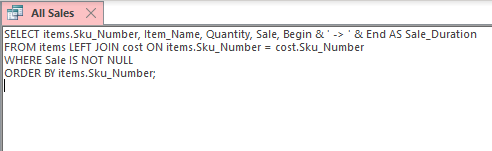 All Sales
SELECT items.Sku_Number, Item_Name, Quantity, Sale, Begin & ' -> ' & End AS Sale_Duration
FROM items LEFT JOIN cost ON items.Sku_Number = cost.Sku_Number
WHERE Sale IS NOT NULL
ORDER BY items.Sku_Number;